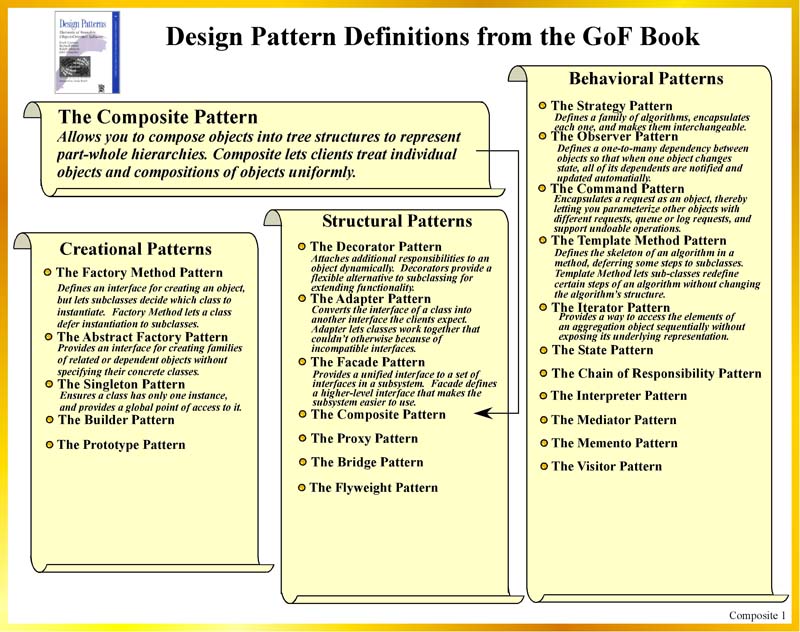 Design Patterns
Design Pattern Definitions from the GoF Book
The Composite Pattern
Allows you to compose objects into tree structures to represent
part-whole hierarchies. Composite lets clients treat individual
objects and compositions of objects uniformly.
Creational Patterns
The Factory Method Pattern
Defines an interface for creating an object,
but lets subclasses decide which class to
instantiate. Factory Method lets a class
defer instantiation to subclasses.
The Abstract Factory Pattern
Provides an interface for creating families
of related or dependent objects without
specifying their concrete classes.
The Singleton Pattern
Ensures a class has only one instance,
and provides a global point of access to it.
The Builder Pattern
The Prototype Pattern
Structural Patterns
The Decorator Pattern
Attaches additional responsibilities to an
object dynamically. Decorators provide a
flexible alternative to subclassing for
extending functionality.
The Adapter Pattern
Converts the interface of a class into
another interface the clients expect.
Adapter lets classes work together that
couldn't otherwise because of
incompatible interfaces.
The Facade Pattern
Provides a unified interface to a set of
interfaces in a subsystem. Facade defines
a higher-level interface that makes the
subsystem easier to use.
The Composite Pattern
The Proxy Pattern
The Bridge Pattern
The Flyweight Pattern
Behavioral Patterns
The Strategy Pattern
Defines a family of algorithms, encapsulates
each one, and makes them interchangeable.
The Observer Pattern
Defines a one-to-many dependency between
objects so that when one object changes
state, all of its dependents are notified and
updated automatically.
The Command Pattern
Encapsulates a request as an object, thereby
letting you parameterize other objects with
different requests, queue or log requests, and
support undoable operations.
The Template Method Pattern
Defines the skeleton of an algorithm in a
method, deferring some steps to subclasses.
Template Method lets sub-classes redefine
certain steps of an algorithm without changing
the algorithm's structure.
The Iterator Pattern
Provides a way to access the elements of
an aggregation object sequentially without
exposing its underlying representation.
The State Pattern
The Chain of Responsibility Pattern
The Interpreter Pattern
The Mediator Pattern
The Memento Pattern
The Visitor Pattern
Composite 1